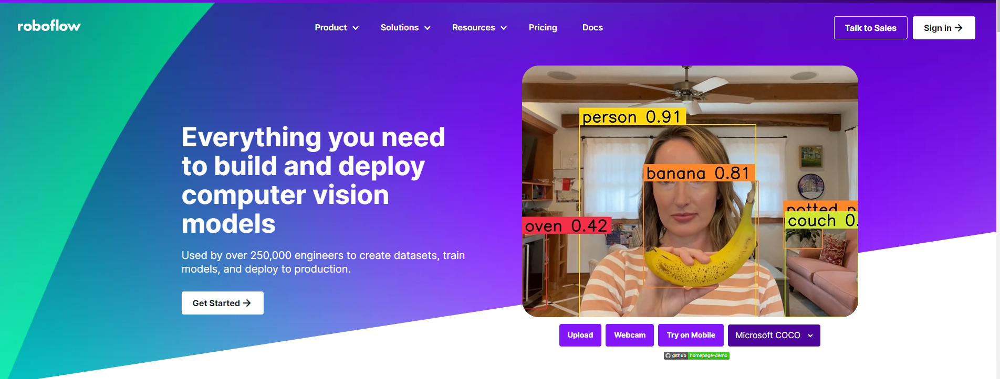 roboflow
Product
Solutions
Resources
Pricing
Docs
Talk to Sales
Sign in
Everything you need
to build and deploy
computer vision
models
Used by over 250,000 engineers to create datasets, train
models, and deploy to production.
Get Started
person 0.91
banana 0.81
oven 0.42
potted
couch 0.
Upload
Webcam
Try on Mobile
Microsoft COCO
github homepage-demo